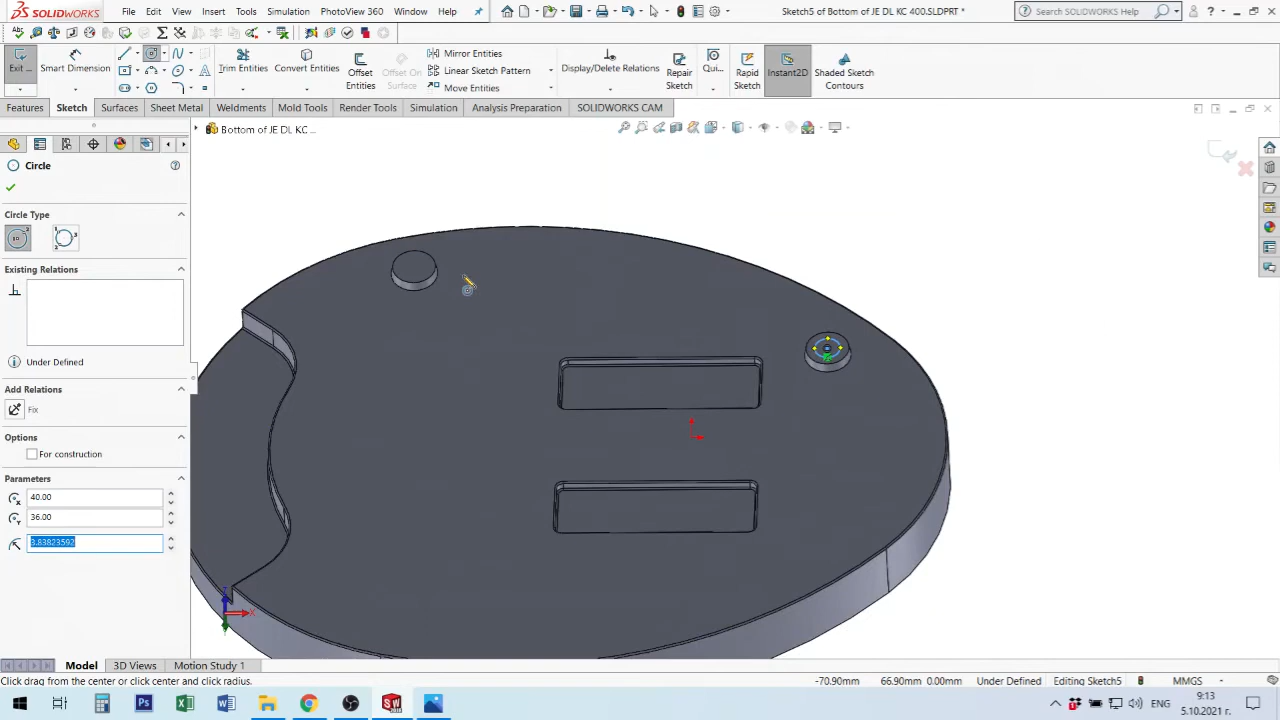 SOLIDWORKS
File Edit View Insert Tools Simulation PhotoView 360 Window Help
Sketch5 of Bottom of JE DL KC 400.SLDPRT *
Search SOLIDWORKS Help
Exit ...
Smart Dimension
Trim Entities
Convert Entities
Offset Entities
Offset On Surface
Mirror Entities
Linear Sketch Pattern
Move Entities
Display/Delete Relations
Repair Sketch
Qui...
Rapid Sketch
Instant2D
Shaded Sketch Contours
Features Sketch Surfaces Sheet Metal Weldments Mold Tools Render Tools Simulation Analysis Preparation SOLIDWORKS CAM
Bottom of JE DL KC ...
Circle
Circle Type
Existing Relations
Under Defined
Add Relations
Fix
Options
For construction
Parameters
40.00
36.00
3.83823592
X
Model 3D Views Motion Study 1
Click drag from the center or click center and click radius.
-70.90mm 66.90mm 0.00mm Under Defined Editing Sketch5 MMGS
ENG
9:13
5.10.2021 г.